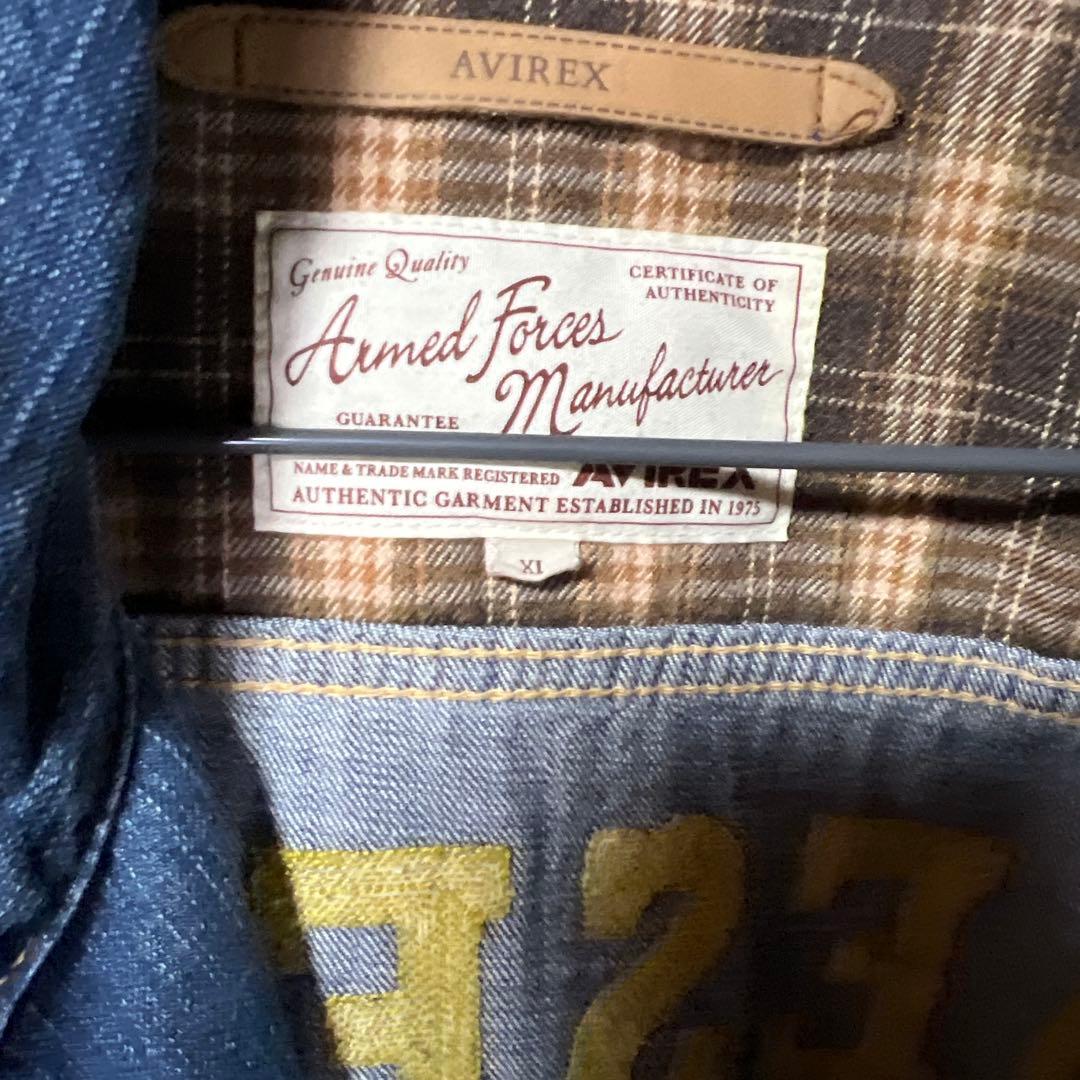 AVIREX
Genuine Quality
CERTIFICATE OF
AUTHENTICITY
Armed Forces
Manufacturer
GUARANTEE
NAME & TRADE MARK REGISTERED
AVIREX
AUTHENTIC GARMENT ESTABLISHED IN 1975
XL